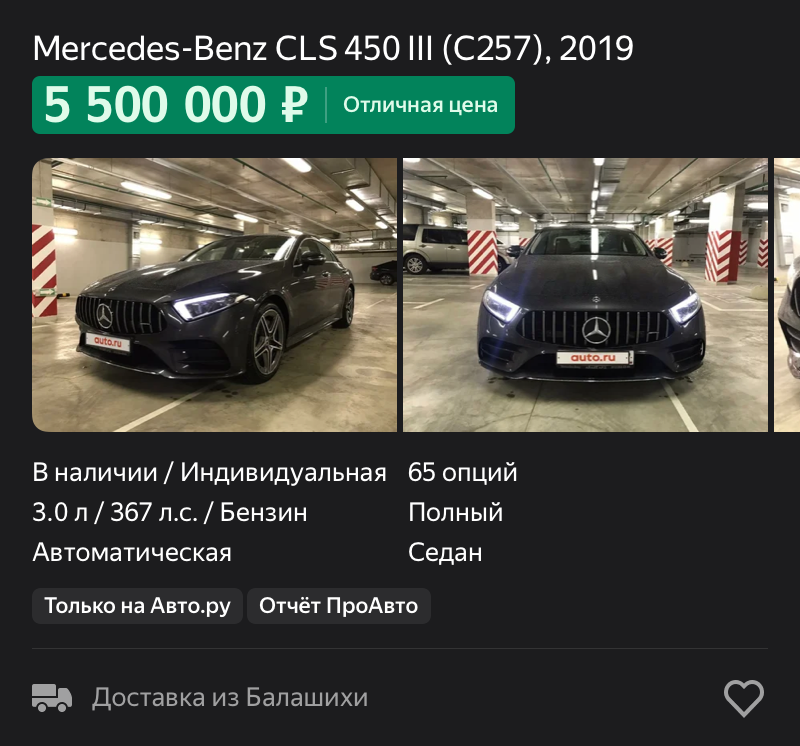 Mercedes-Benz CLS 450 III (C257), 2019
5 500 000 ₽ Отличная цена
auto.ru
auto.ru
В наличии / Индивидуальная 65 опций
3.0 л / 367 л.с. / Бензин Полный
Автоматическая Седан
Только на Авто.ру Отчёт ПроАвто
Доставка из Балашихи